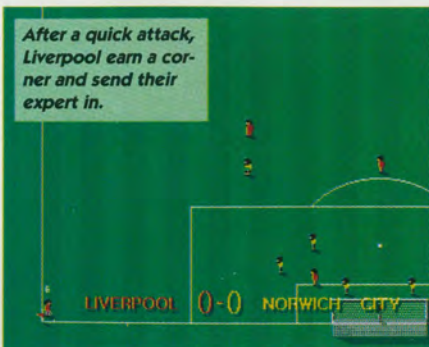 After a quick attack,
Liverpool earn a cor-
ner and send their
expert in.
LIVERPOOL 0-0 NORWICH CITY